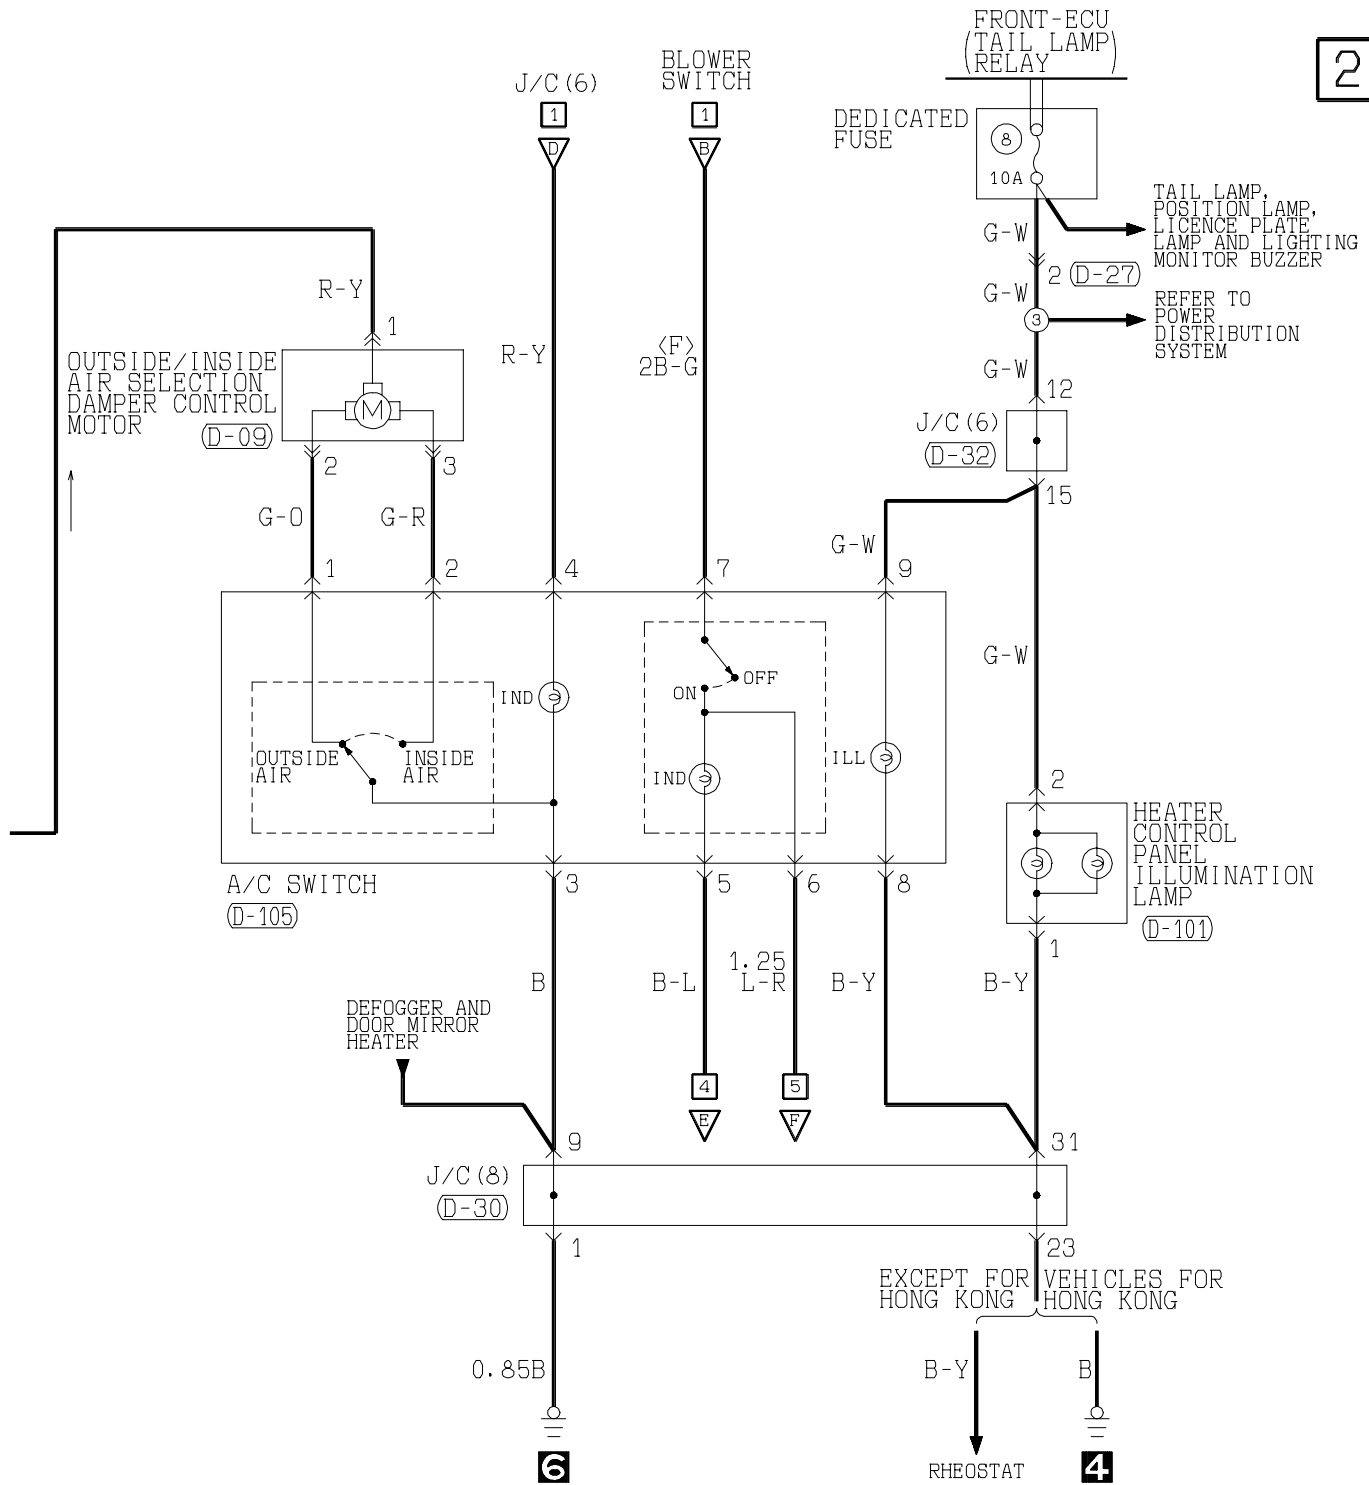 FRONT-ECU
(TAIL LAMP)
RELAY
2
J/C(6)
1
D
BLOWER
SWITCH
1
B
DEDICATED
FUSE
8
10A
TAIL LAMP,
POSITION LAMP,
LICENCE PLATE
LAMP AND LIGHTING
MONITOR BUZZER
G-W
2 (D-27)
G-W
3
REFER TO
POWER
DISTRIBUTION
SYSTEM
R-Y
1
OUTSIDE/INSIDE
AIR SELECTION
DAMPER CONTROL
MOTOR
(D-09)
M
2
3
R-Y
<F>
2B-G
G-W
12
J/C(6)
(D-32)
15
G-O
G-R
G-W
1
2
4
7
9
G-W
OUTSIDE
AIR
INSIDE
AIR
IND
ON
OFF
IND
ILL
2
HEATER
CONTROL
PANEL
ILLUMINATION
LAMP
(D-101)
1
A/C SWITCH
(D-105)
3
5
6
8
B
B-L
1.25
L-R
B-Y
B-Y
DEFOGGER AND
DOOR MIRROR
HEATER
4
E
5
F
9
31
J/C(8)
(D-30)
1
23
EXCEPT FOR
HONG KONG
VEHICLES FOR
HONG KONG
0.85B
B-Y
B
6
RHEOSTAT
4